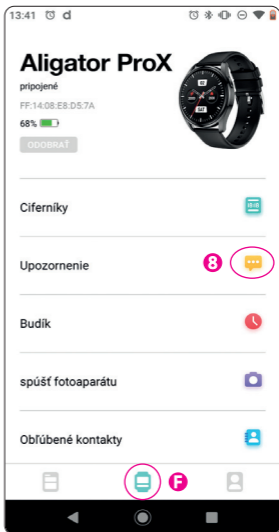 13:41 d
Aligator ProX
pripojené
FF:14:08:E8:D5:7A
68%
ODOBRAŤ
Ciferníky
Upozornenie 8
Budík
spúšť fotoaparátu
Obľúbené kontakty
F